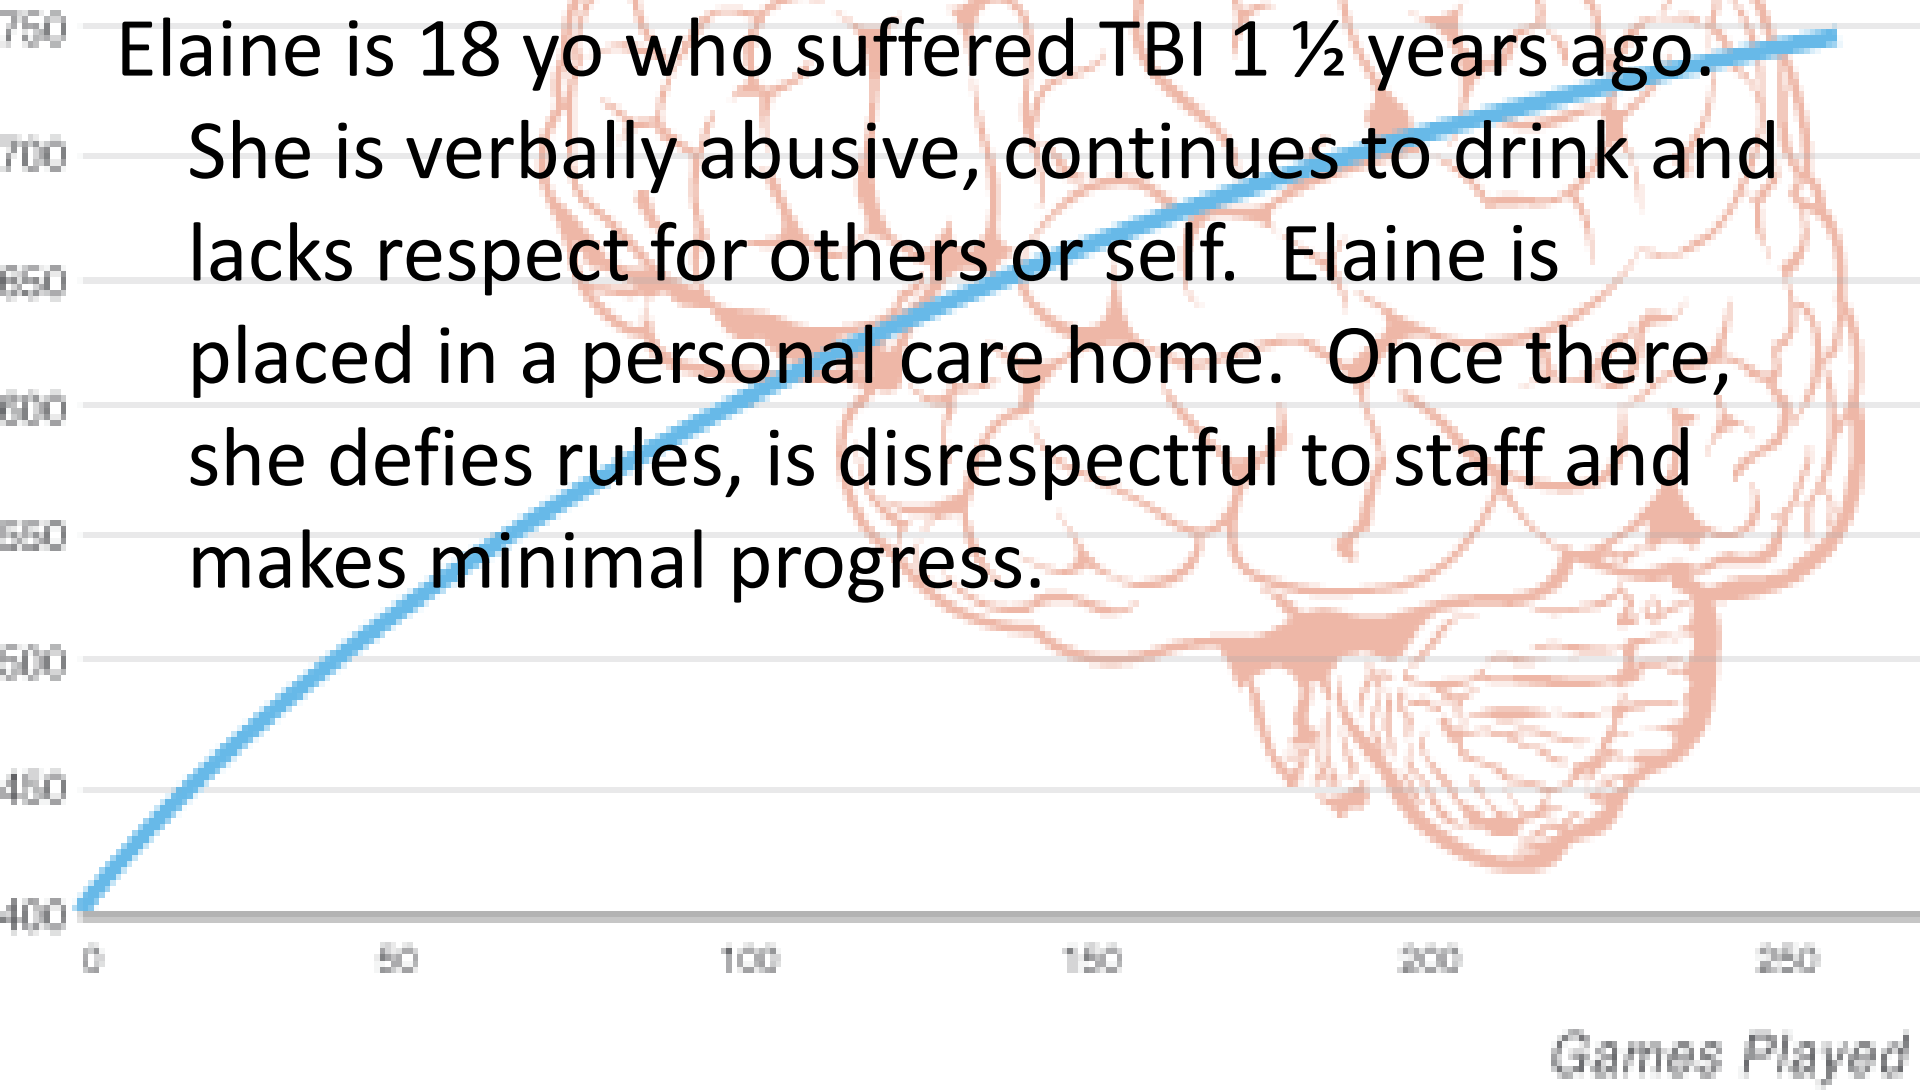 750
Elaine is 18 yo who suffered TBI 1 ½ years ago.
700
She is verbally abusive, continues to drink and
lacks respect for others or self.  Elaine is
650
placed in a personal care home.  Once there,
600
she defies rules, is disrespectful to staff and
550
makes minimal progress.
500
450
400
0 50 100 150 200 250
Games Played